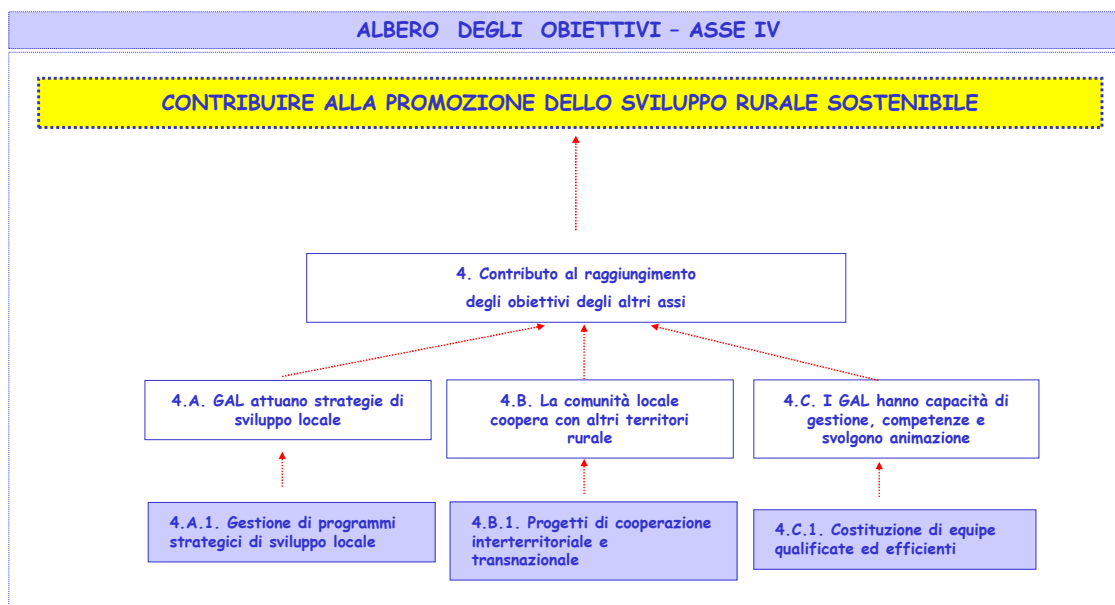 ALBERO DEGLI OBIETTIVI – ASSE IV
CONTRIBUIRE ALLA PROMOZIONE DELLO SVILUPPO RURALE SOSTENIBILE
4. Contributo al raggiungimento
degli obiettivi degli altri assi
4.A. GAL attuano strategie di
sviluppo locale
4.B. La comunità locale
coopera con altri territori
rurale
4.C. I GAL hanno capacità di
gestione, competenze e
svolgono animazione
4.A.1. Gestione di programmi
strategici di sviluppo locale
4.B.1. Progetti di cooperazione
interterritoriale e
transnazionale
4.C.1. Costituzione di equipe
qualificate ed efficienti